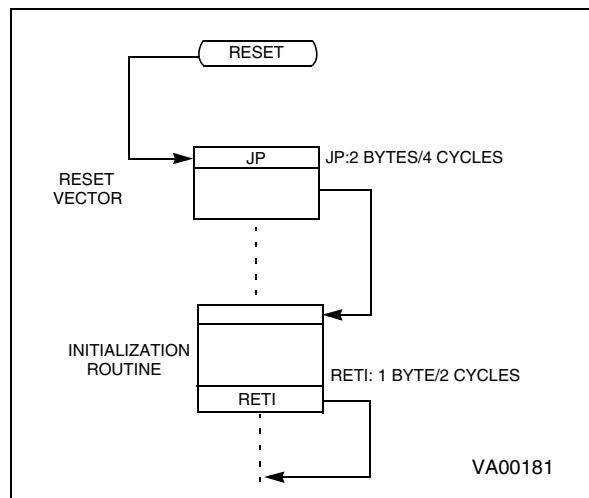 RESET
JP
JP:2 BYTES/4 CYCLES
RESET
VECTOR
INITIALIZATION
ROUTINE
RETI: 1 BYTE/2 CYCLES
RETI
VA00181